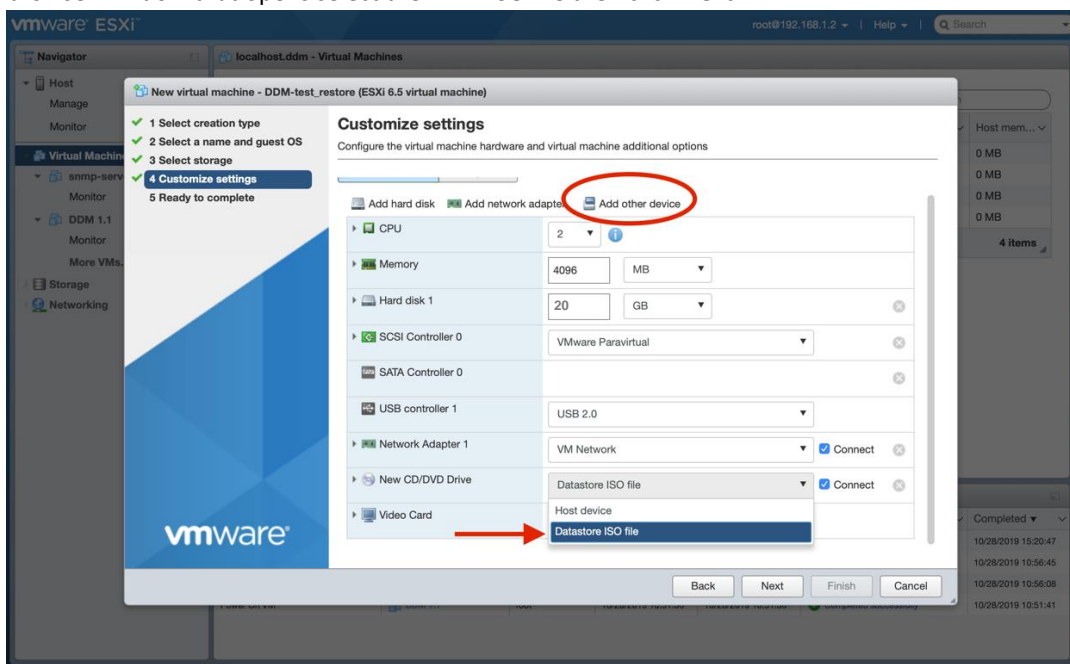 vmware ESXi
root@192.168.1.2 | Help | Search
Navigator
localhost.ddm - Virtual Machines
Host
Manage
Monitor
Virtual Machin
snmp-serv
Monitor
DDM 1.1
Monitor
More VMs.
Storage
Networking
New virtual machine - DDM-test_restore (ESXi 6.5 virtual machine)
1 Select creation type
2 Select a name and guest OS
3 Select storage
4 Customize settings
5 Ready to complete
vmware
Customize settings
Configure the virtual machine hardware and virtual machine additional options
Add hard disk Add network adapte Add other device
CPU 2
Memory 4096 MB
Hard disk 1 20 GB
SCSI Controller 0 VMware Paravirtual
SATA Controller 0
USB controller 1 USB 2.0
Network Adapter 1 VM Network Connect
New CD/DVD Drive Datastore ISO file Connect
Host device
Video Card
Datastore ISO file
Back Next Finish Cancel
Host mem...
0 MB
0 MB
0 MB
0 MB
4 items
Completed
10/28/2019 15:20:47
10/28/2019 10:56:45
10/28/2019 10:56:08
10/28/2019 10:51:41